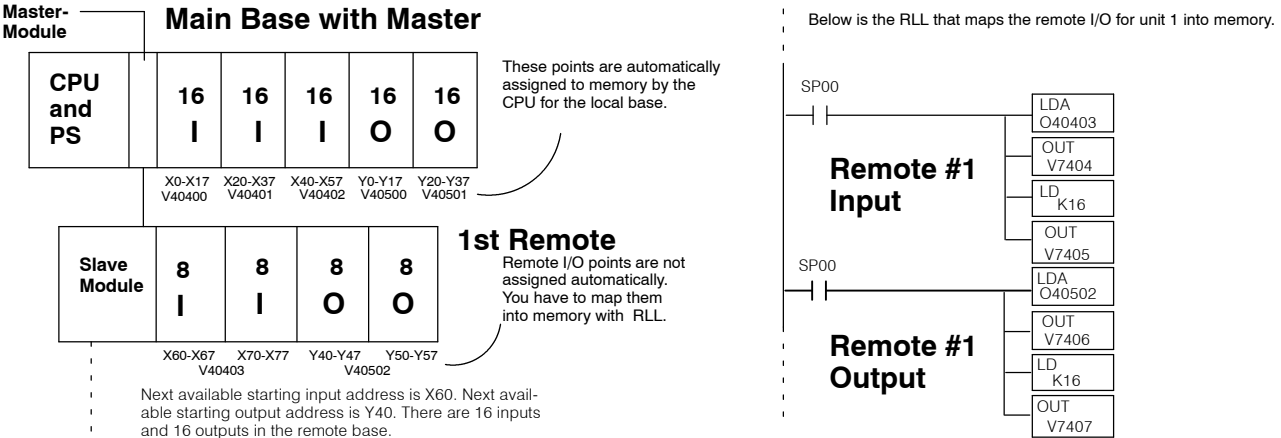 Master-
Module
Main Base with Master
CPU
and
PS
16 16 16 16 16
I I I O O
X0-X17 X20-X37 X40-X57 Y0-Y17 Y20-Y37
V40400 V40401 V40402 V40500 V40501
These points are automatically
assigned to memory by the
CPU for the local base.
1st Remote
Slave
Module
8 8 8 8
I I O O
Remote I/O points are not
assigned automatically.
You have to map them
into memory with RLL.
X60-X67 X70-X77 Y40-Y47 Y50-Y57
V40403 V40502
Next available starting input address is X60. Next avail-
able starting output address is Y40. There are 16 inputs
and 16 outputs in the remote base.
Below is the RLL that maps the remote I/O for unit 1 into memory.
SP00
LDA
O40403
OUT
V7404
Remote #1
Input
LD
K16
OUT
V7405
SP00
LDA
O40502
OUT
V7406
Remote #1
Output
LD
K16
OUT
V7407